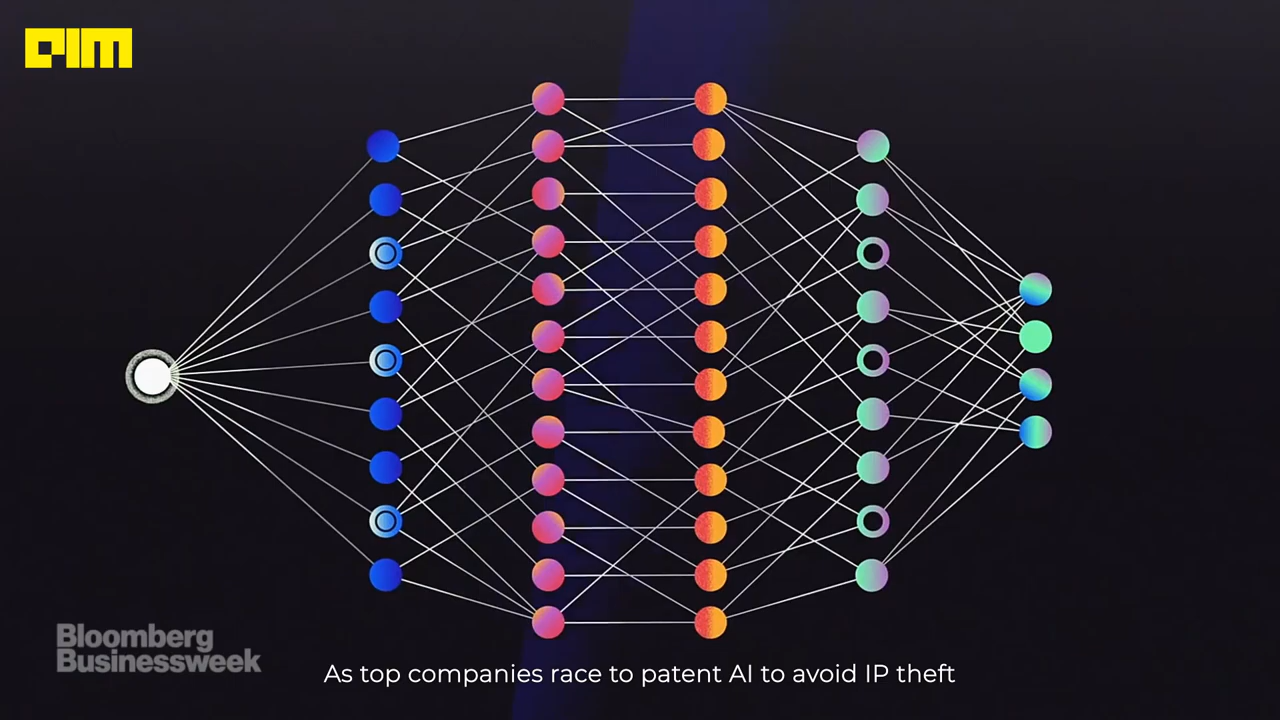 AIM
Bloomberg
Businessweek
As top companies race to patent AI to avoid IP theft